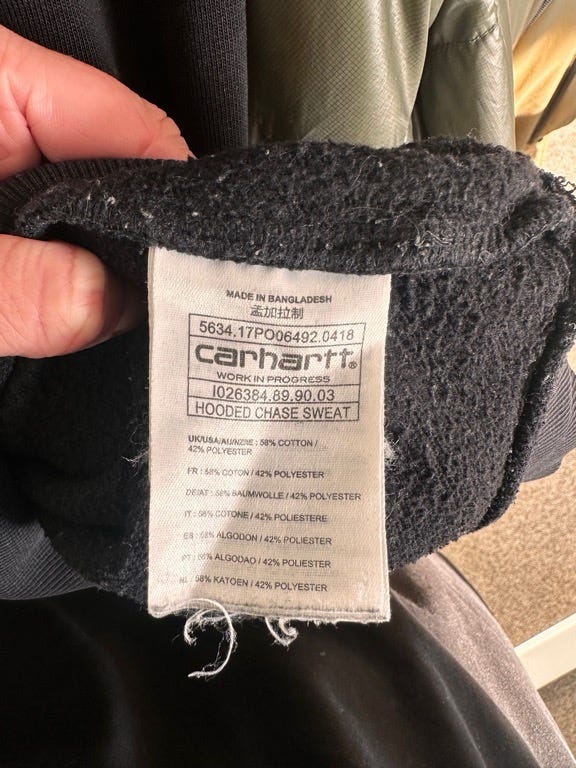 MADE IN BANGLADESH
孟加拉制
5634.17PO06492.0418
carhartt®
WORK IN PROGRESS
I026384.89.90.03
HOODED CHASE SWEAT
UK/USA/AU/NZ/IE : 58% COTTON /
42% POLYESTER
FR : 58% COTON / 42% POLYESTER
DE/AT : 58% BAUMWOLLE / 42% POLYESTER
IT : 58% COTONE / 42% POLIESTERE
ES : 58% ALGODON / 42% POLYESTER
PT : 58% ALGODAO / 42% POLYESTER
NL : 58% KATOEN / 42% POLYESTER